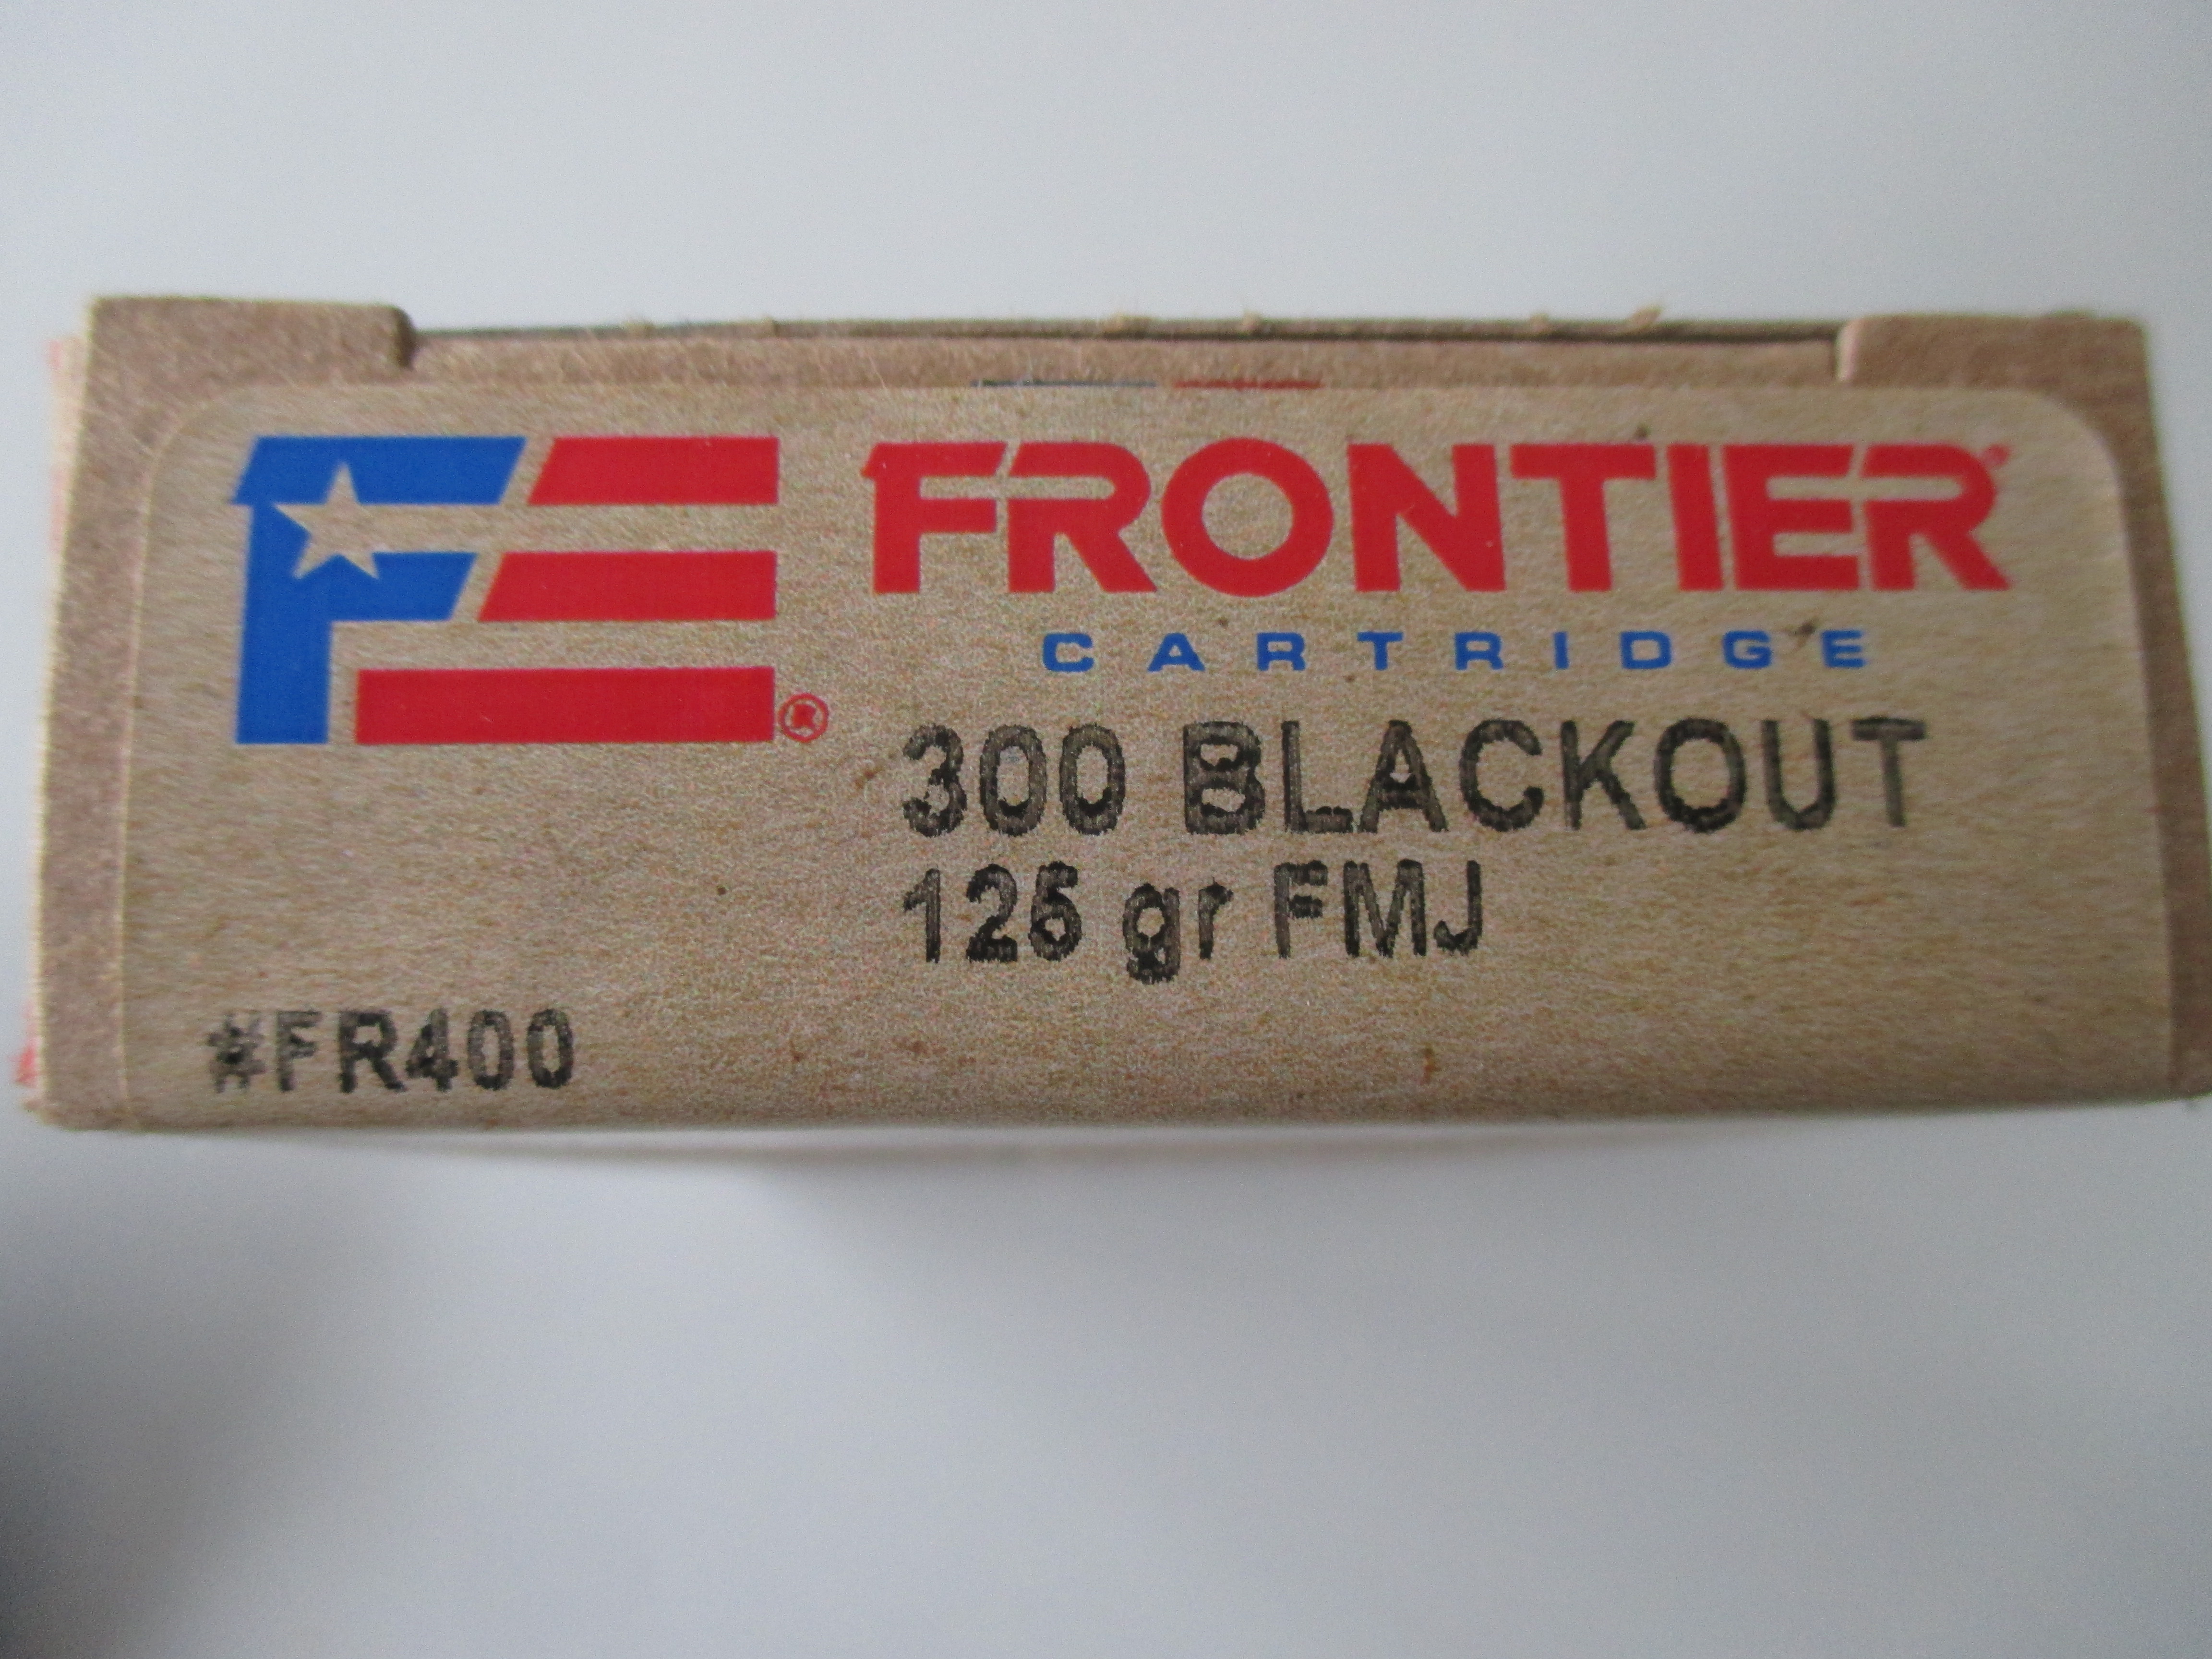 FRONTIER®
CARTRIDGE
®
300 BLACKOUT
125 gr FMJ
#FR400